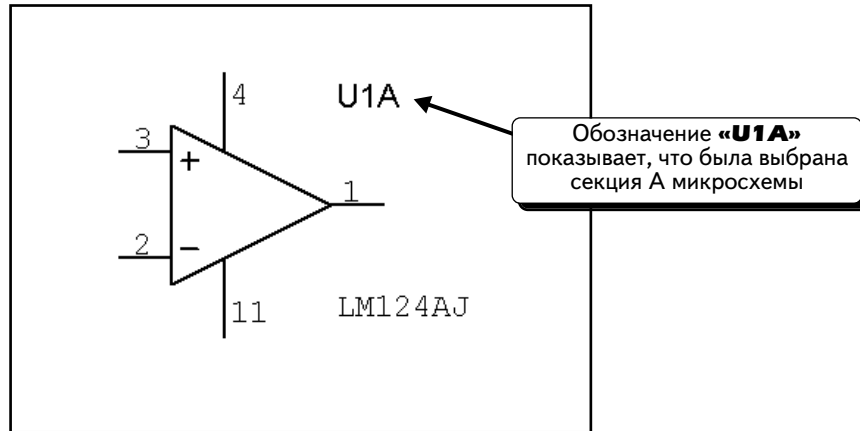 4
U1A
3
+
1
2
−
11
LM124AJ
Обозначение «U1A»
показывает, что была выбрана
секция А микросхемы